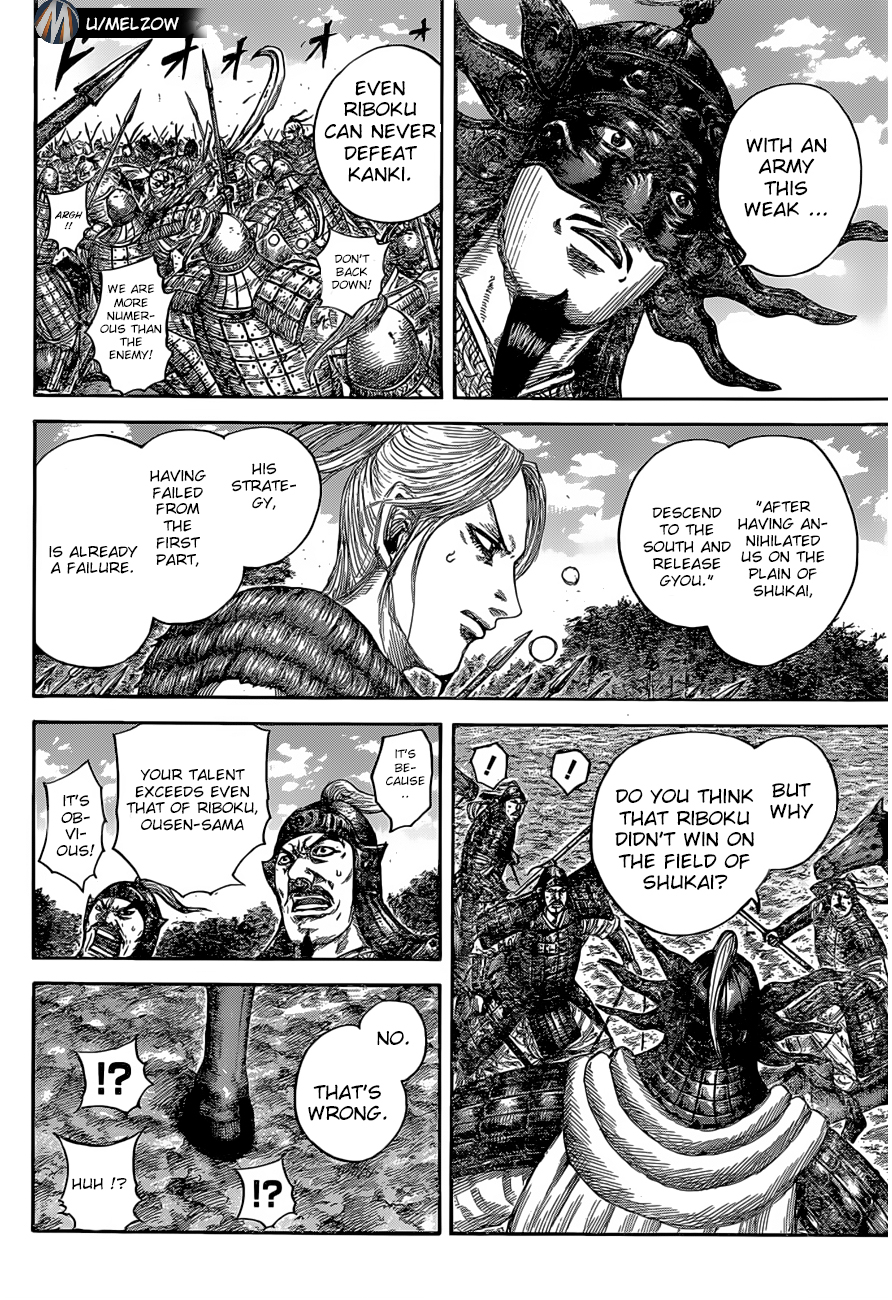 U/MELZOW
WITH AN
ARMY
THIS
WEAK ...
EVEN
RIBOKU
CAN NEVER
DEFEAT
KANKI.
ARGH
!!
DON'T
BACK
DOWN!
WE ARE
MORE
NUMER-
OUS THAN
THE
ENEMY!
"AFTER
HAVING AN-
NIHILATED
US ON THE
PLAIN OF
SHUKAI,
DESCEND
TO THE
SOUTH AND
RELEASE
GYOU."
HIS
STRATE-
GY,
HAVING
FAILED
FROM
THE
FIRST
PART,
IS ALREADY
A FAILURE.
BUT
WHY
DO YOU THINK
THAT RIBOKU
DIDN'T WIN ON
THE FIELD OF
SHUKAI?
!
!
IT'S
BE-
CAUSE
..
YOUR TALENT
EXCEEDS EVEN
THAT OF RIBOKU,
OUSEN-SAMA
IT'S
OB-
VI-
OUS!
NO.
THAT'S
WRONG.
!?
!?
HUH !?